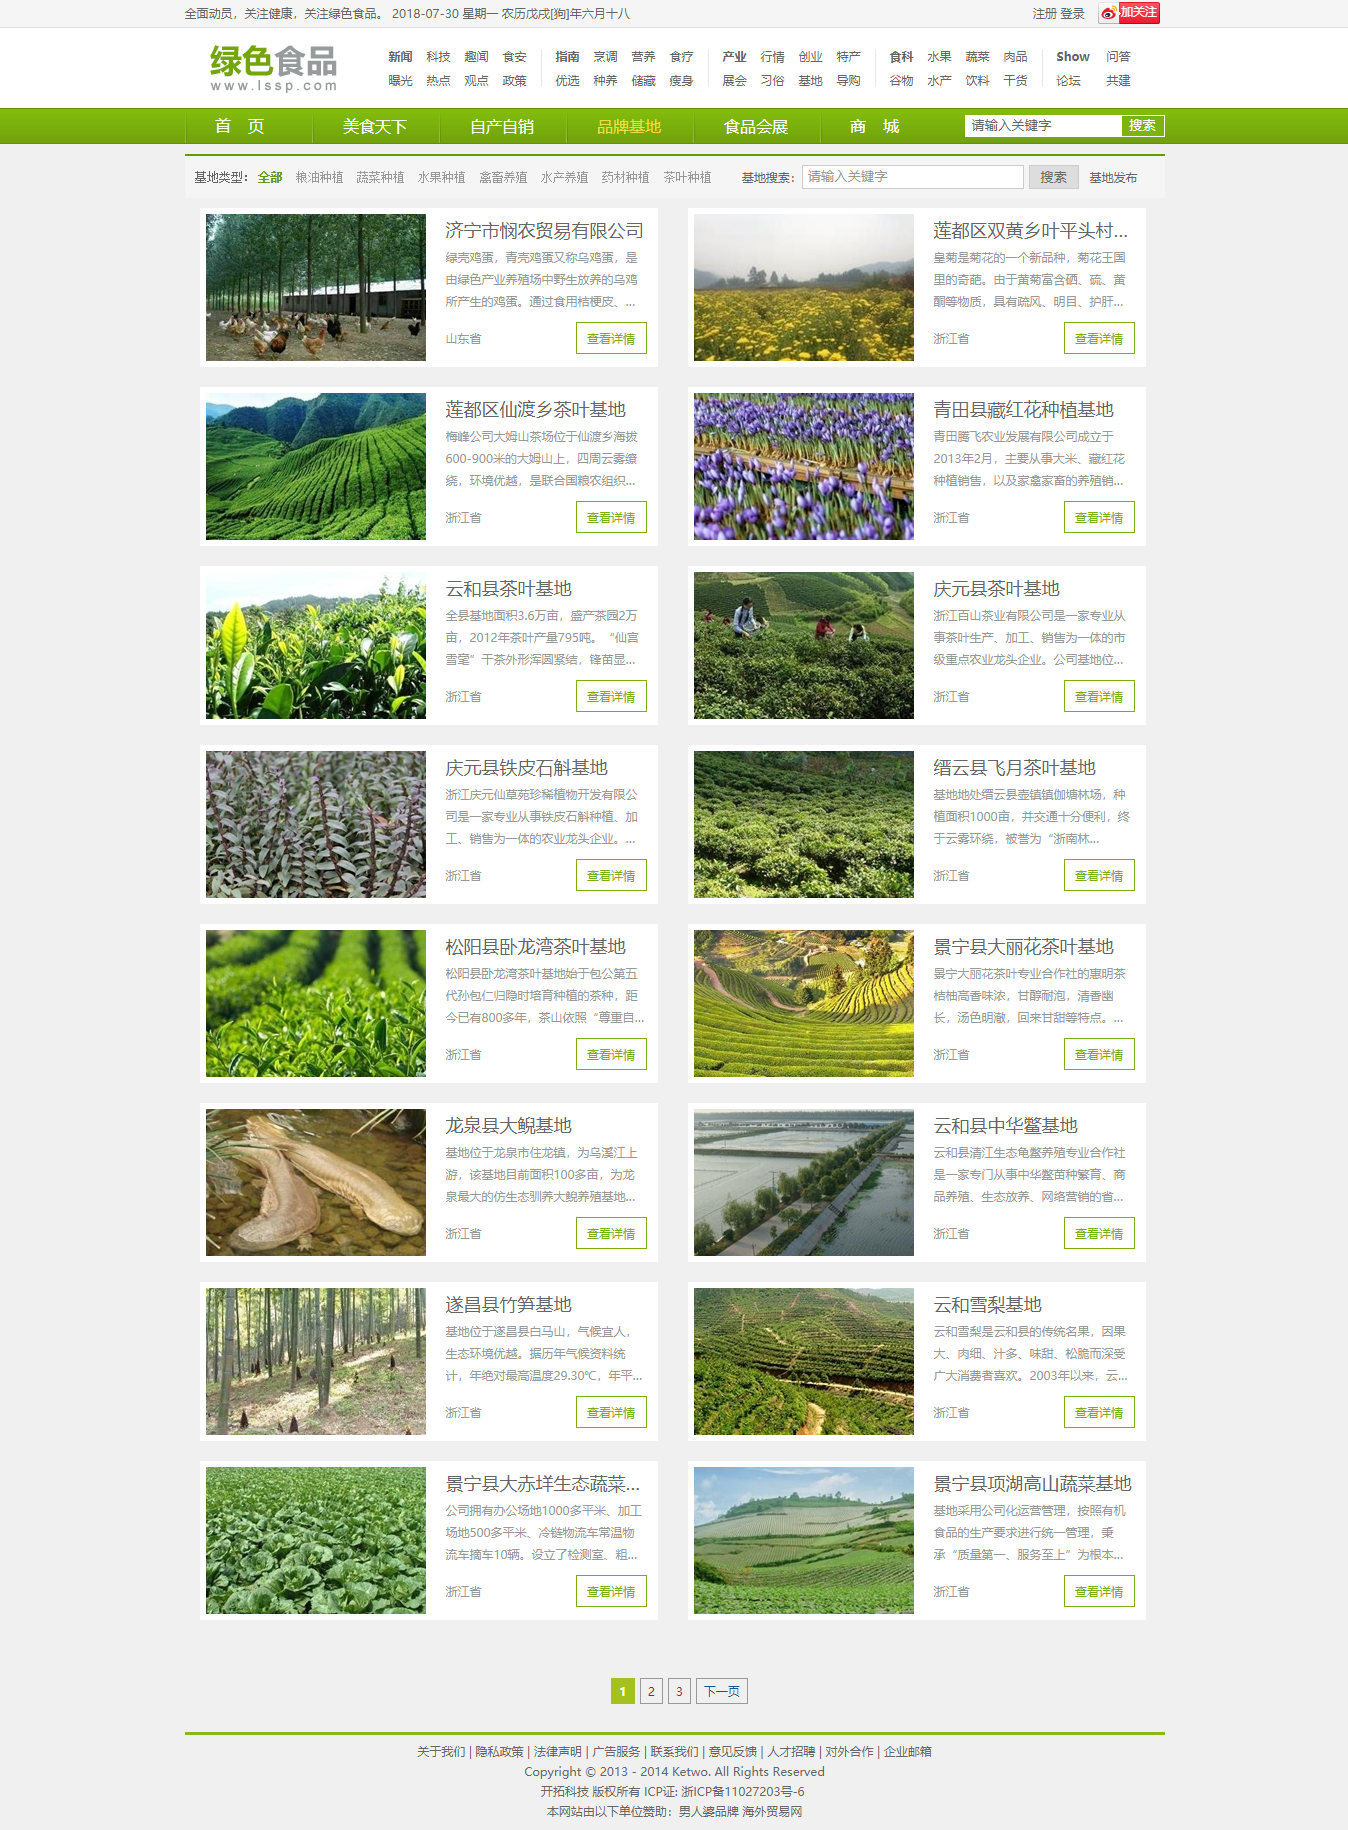 全面动员，关注健康，关注绿色食品。 2018-07-30 星期一 农历戊戌[狗]年六月十八
注册 登录 加关注
绿色食品
www.lssp.com
新闻 科技 趣闻 食安 指南 烹调 营养 食疗 产业 行情 创业 特产 食科 水果 蔬菜 肉品 Show 问答
曝光 热点 观点 政策 优选 种养 储藏 瘦身 展会 习俗 基地 导购 谷物 水产 饮料 干货 论坛 共建
首 页 美食天下 自产自销 品牌基地 食品会展 商 城 请输入关键字 搜索
基地类型： 全部 粮油种植 蔬菜种植 水果种植 禽畜养殖 水产养殖 药材种植 茶叶种植 基地搜索： 请输入关键字 搜索 基地发布
济宁市悯农贸易有限公司
绿壳鸡蛋，青壳鸡蛋又称乌鸡蛋，是
由绿色产业养殖场中野生放养的乌鸡
所产生的鸡蛋。通过食用桔梗皮、...
山东省 查看详情
莲都区双黄乡叶平头村...
皇菊是菊花的一个新品种，菊花王国
里的奇葩。由于黄菊富含硒、硫、黄
酮等物质，具有疏风、明目、护肝...
浙江省 查看详情
莲都区仙渡乡茶叶基地
梅峰公司大姆山茶场位于仙渡乡海拔
600-900米的大姆山上，四周云雾缭
绕，环境优越，是联合国粮农组织...
浙江省 查看详情
青田县藏红花种植基地
青田腾飞农业发展有限公司成立于
2013年2月，主要从事大米、藏红花
种植销售，以及家禽家畜的养殖销...
浙江省 查看详情
云和县茶叶基地
全县基地面积3.6万亩，盛产茶园2万
亩，2012年茶叶产量795吨。“仙宫
雪毫”干茶外形浑圆紧结，锋苗显...
浙江省 查看详情
庆元县茶叶基地
浙江百山茶业有限公司是一家专业从
事茶叶生产、加工、销售为一体的市
级重点农业龙头企业。公司基地位...
浙江省 查看详情
庆元县铁皮石斛基地
浙江庆元仙草苑珍稀植物开发有限公
司是一家专业从事铁皮石斛种植、加
工、销售为一体的农业龙头企业。...
浙江省 查看详情
缙云县飞月茶叶基地
基地地处缙云县壶镇镇伽塘林场，种
植面积1000亩，并交通十分便利，终
于云雾环绕，被誉为“浙南林...
浙江省 查看详情
松阳县卧龙湾茶叶基地
松阳县卧龙湾茶叶基地始于包公第五
代孙包仁归隐时培育种植的茶种，距
今已有800多年，茶山依照“尊重自...
浙江省 查看详情
景宁县大丽花茶叶基地
景宁大丽花茶叶专业合作社的惠明茶
桔柚高香味浓，甘醇耐泡，清香幽
长，汤色明澈，回来甘甜等特点。...
浙江省 查看详情
龙泉县大鲵基地
基地位于龙泉市住龙镇，为乌溪江上
游，该基地目前面积100多亩，为龙
泉最大的仿生态驯养大鲵养殖基地...
浙江省 查看详情
云和县中华鳖基地
云和县清江生态龟鳖养殖专业合作社
是一家专门从事中华鳖苗种繁育、商
品养殖、生态放养、网络营销的省...
浙江省 查看详情
遂昌县竹笋基地
基地位于遂昌县白马山，气候宜人，
生态环境优越。据历年气候资料统
计，年绝对最高温度29.30℃，年平...
浙江省 查看详情
云和雪梨基地
云和雪梨是云和县的传统名果，因果
大、肉细、汁多、味甜、松脆而深受
广大消费者喜欢。2003年以来，云...
浙江省 查看详情
景宁县大赤垟生态蔬菜...
公司拥有办公场地1000多平米、加工
场地500多平米、冷链物流车常温物
流车摘车10辆。设立了检测室、粗...
浙江省 查看详情
景宁县项湖高山蔬菜基地
基地采用公司化运营管理，按照有机
食品的生产要求进行统一管理，秉
承“质量第一、服务至上”为根本...
浙江省 查看详情
1 2 3 下一页
关于我们 | 隐私政策 | 法律声明 | 广告服务 | 联系我们 | 意见反馈 | 人才招聘 | 对外合作 | 企业邮箱
Copyright © 2013 - 2014 Ketwo. All Rights Reserved
开拓科技 版权所有 ICP证: 浙ICP备11027203号-6
本网站由以下单位赞助：男人婆品牌 海外贸易网